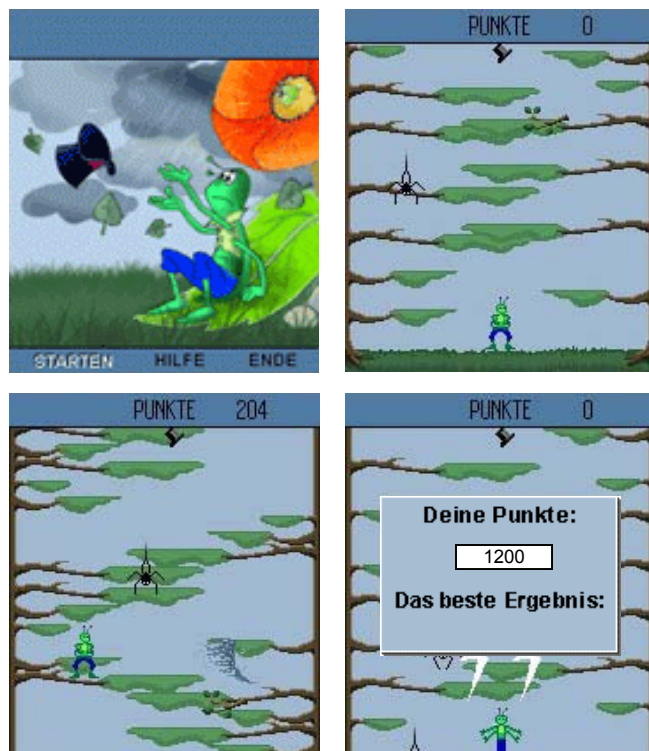 STARTEN HILFE ENDE
PUNKTE 0
PUNKTE 204
PUNKTE 0
Deine Punkte:
1200
Das beste Ergebnis: